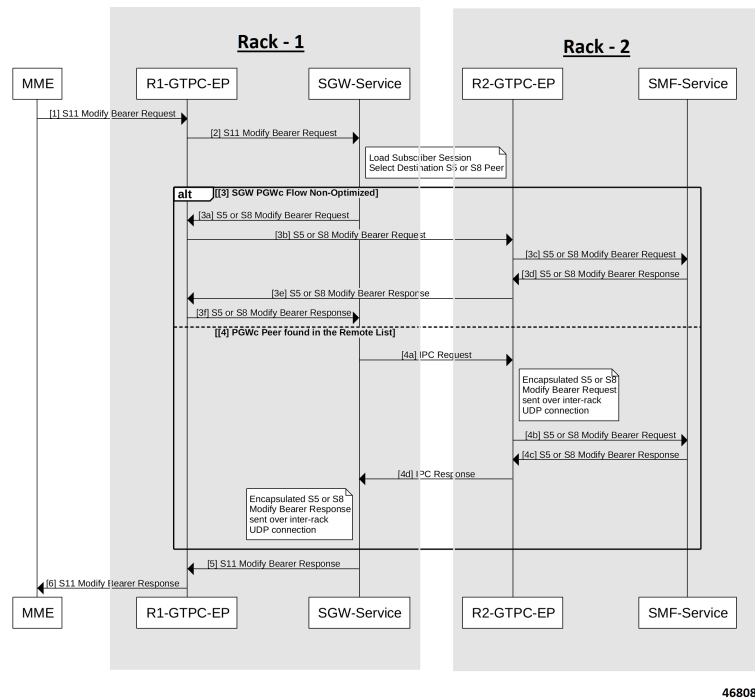 Rack - 1
Rack - 2
MME
R1-GTPC-EP
SGW-Service
R2-GTPC-EP
SMF-Service
[1] S11 Modify Bearer Request
[2] S11 Modify Bearer Request
Load Subscriber Session
Select Destination S5 or S8 Peer
alt
[[3] SGW PGWc Flow Non-Optimized]
[3a] S5 or S8 Modify Bearer Request
[3b] S5 or S8 Modify Bearer Request
[3c] S5 or S8 Modify Bearer Request
[3d] S5 or S8 Modify Bearer Response
[3e] S5 or S8 Modify Bearer Response
[3f] S5 or S8 Modify Bearer Response
[[4] PGWc Peer found in the Remote List]
[4a] IPC Request
Encapsulated S5 or S8
Modify Bearer Request
sent over inter-rack
UDP connection
[4b] S5 or S8 Modify Bearer Request
[4c] S5 or S8 Modify Bearer Response
[4d] IPC Response
Encapsulated S5 or S8
Modify Bearer Response
sent over inter-rack
UDP connection
[5] S11 Modify Bearer Response
[6] S11 Modify Bearer Response
MME
R1-GTPC-EP
SGW-Service
R2-GTPC-EP
SMF-Service
46808